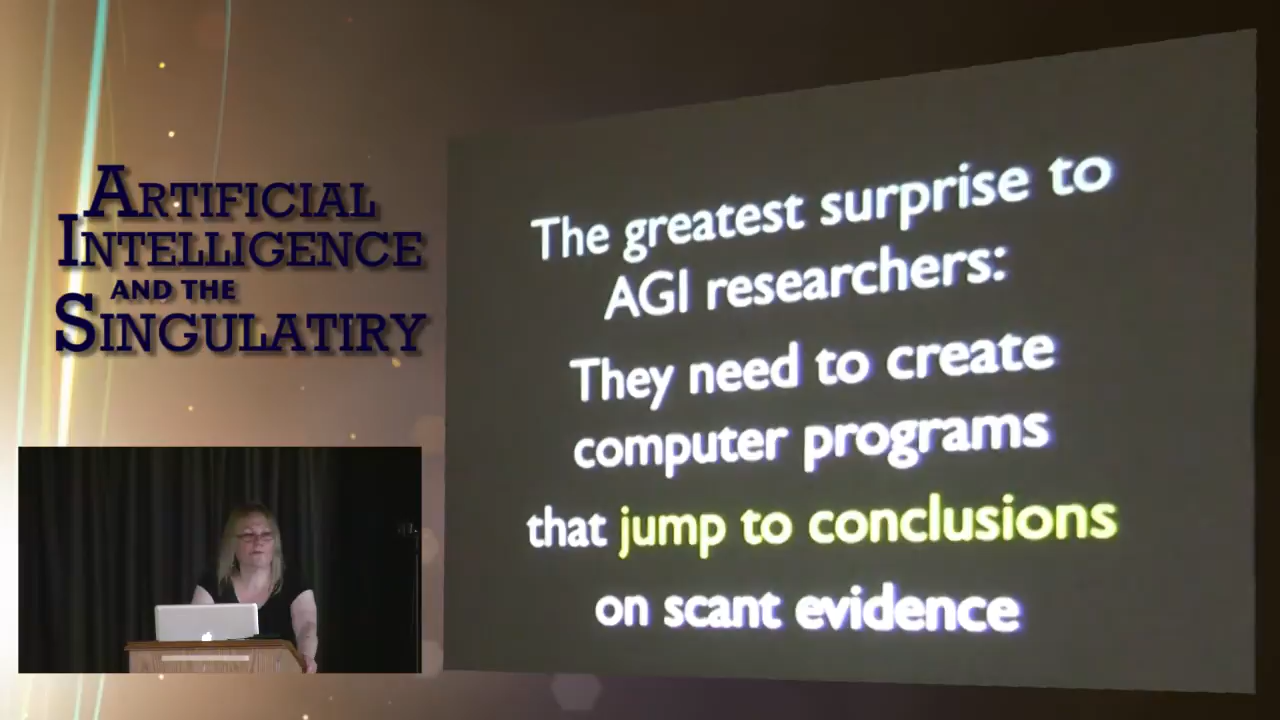 ARTIFICIAL
INTELLIGENCE
AND THE
SINGULATIRY
The greatest surprise to
AGI researchers:
They need to create
computer programs
that jump to conclusions
on scant evidence